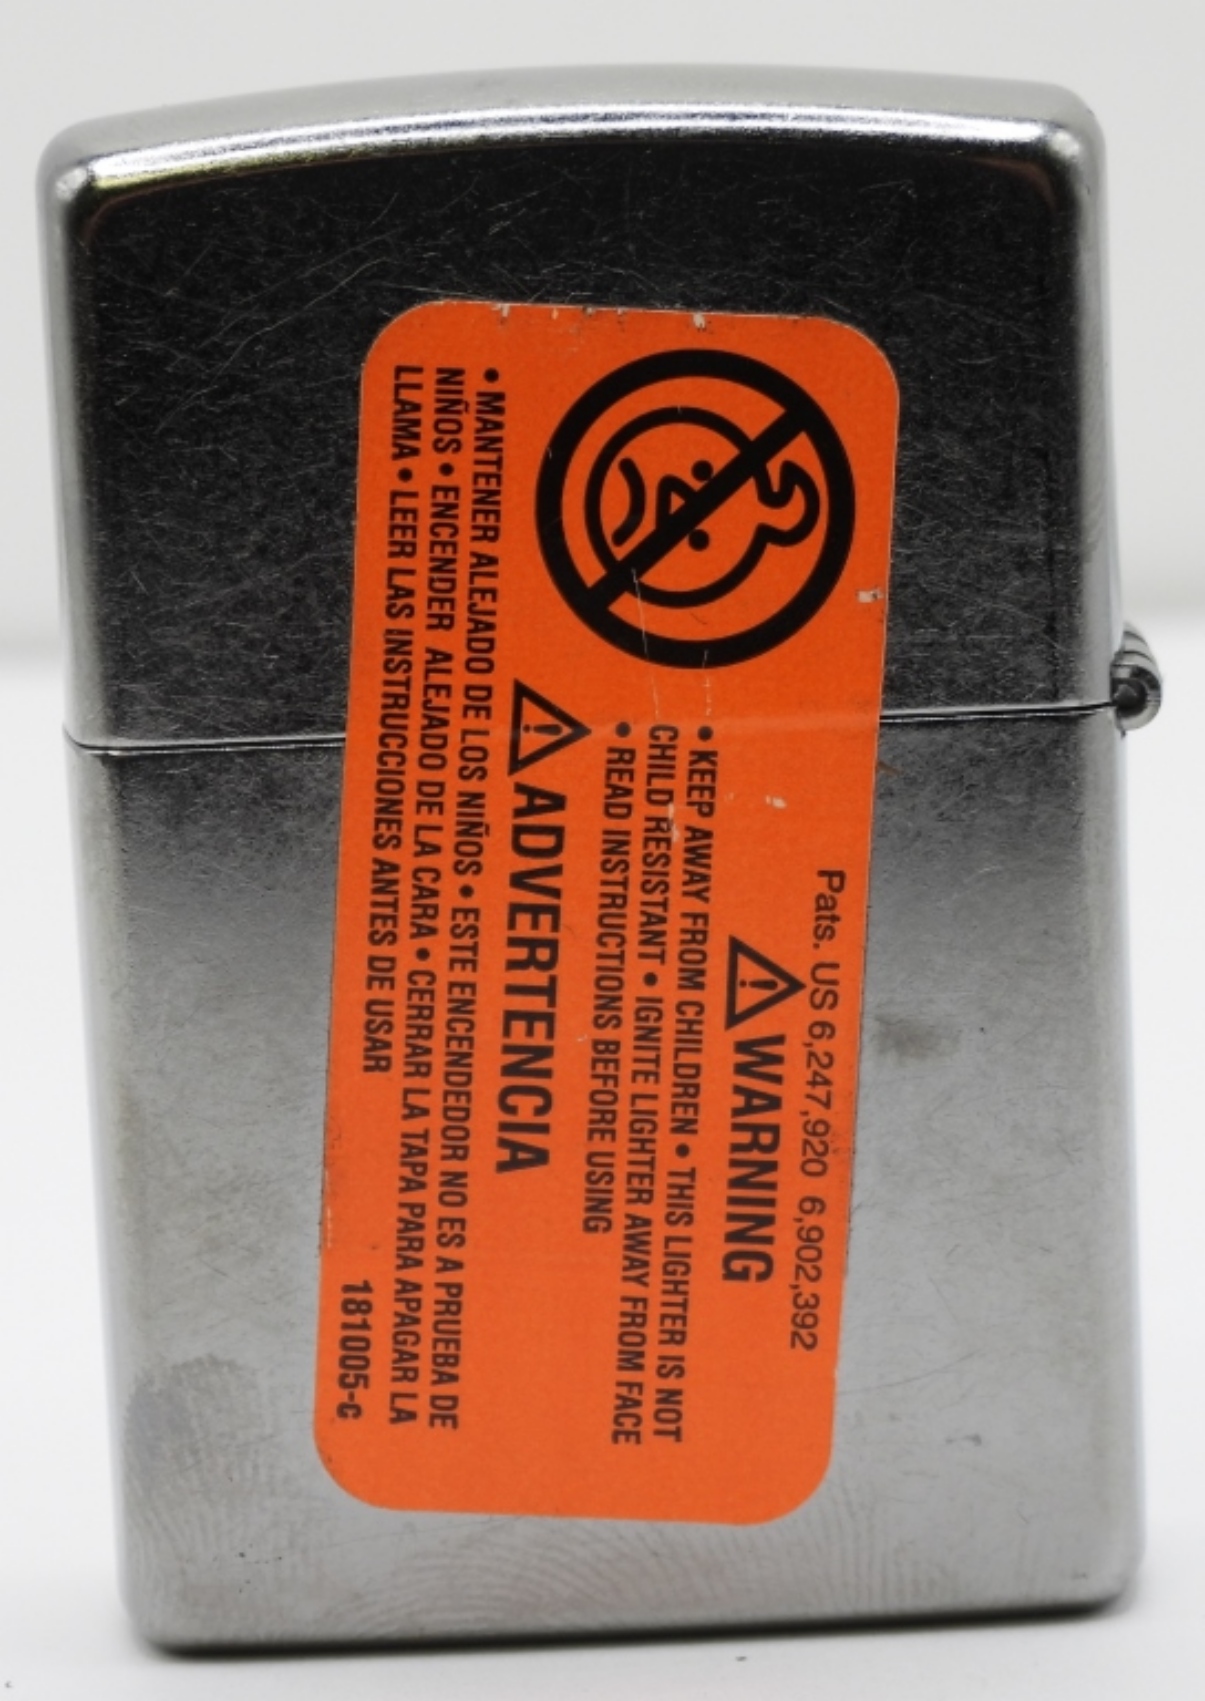 Pats. US 6,247,920 6,902,392
WARNING
• KEEP AWAY FROM CHILDREN • THIS LIGHTER IS NOT
CHILD RESISTANT • IGNITE LIGHTER AWAY FROM FACE
• READ INSTRUCTIONS BEFORE USING
ADVERTENCIA
• MANTENER ALEJADO DE LOS NIÑOS • ESTE ENCENDEDOR NO ES A PRUEBA DE
NIÑOS • ENCENDER ALEJADO DE LA CARA • CERRAR LA TAPA PARA APAGAR LA
LLAMA • LEER LAS INSTRUCIONES ANTES DE USAR
181005-c